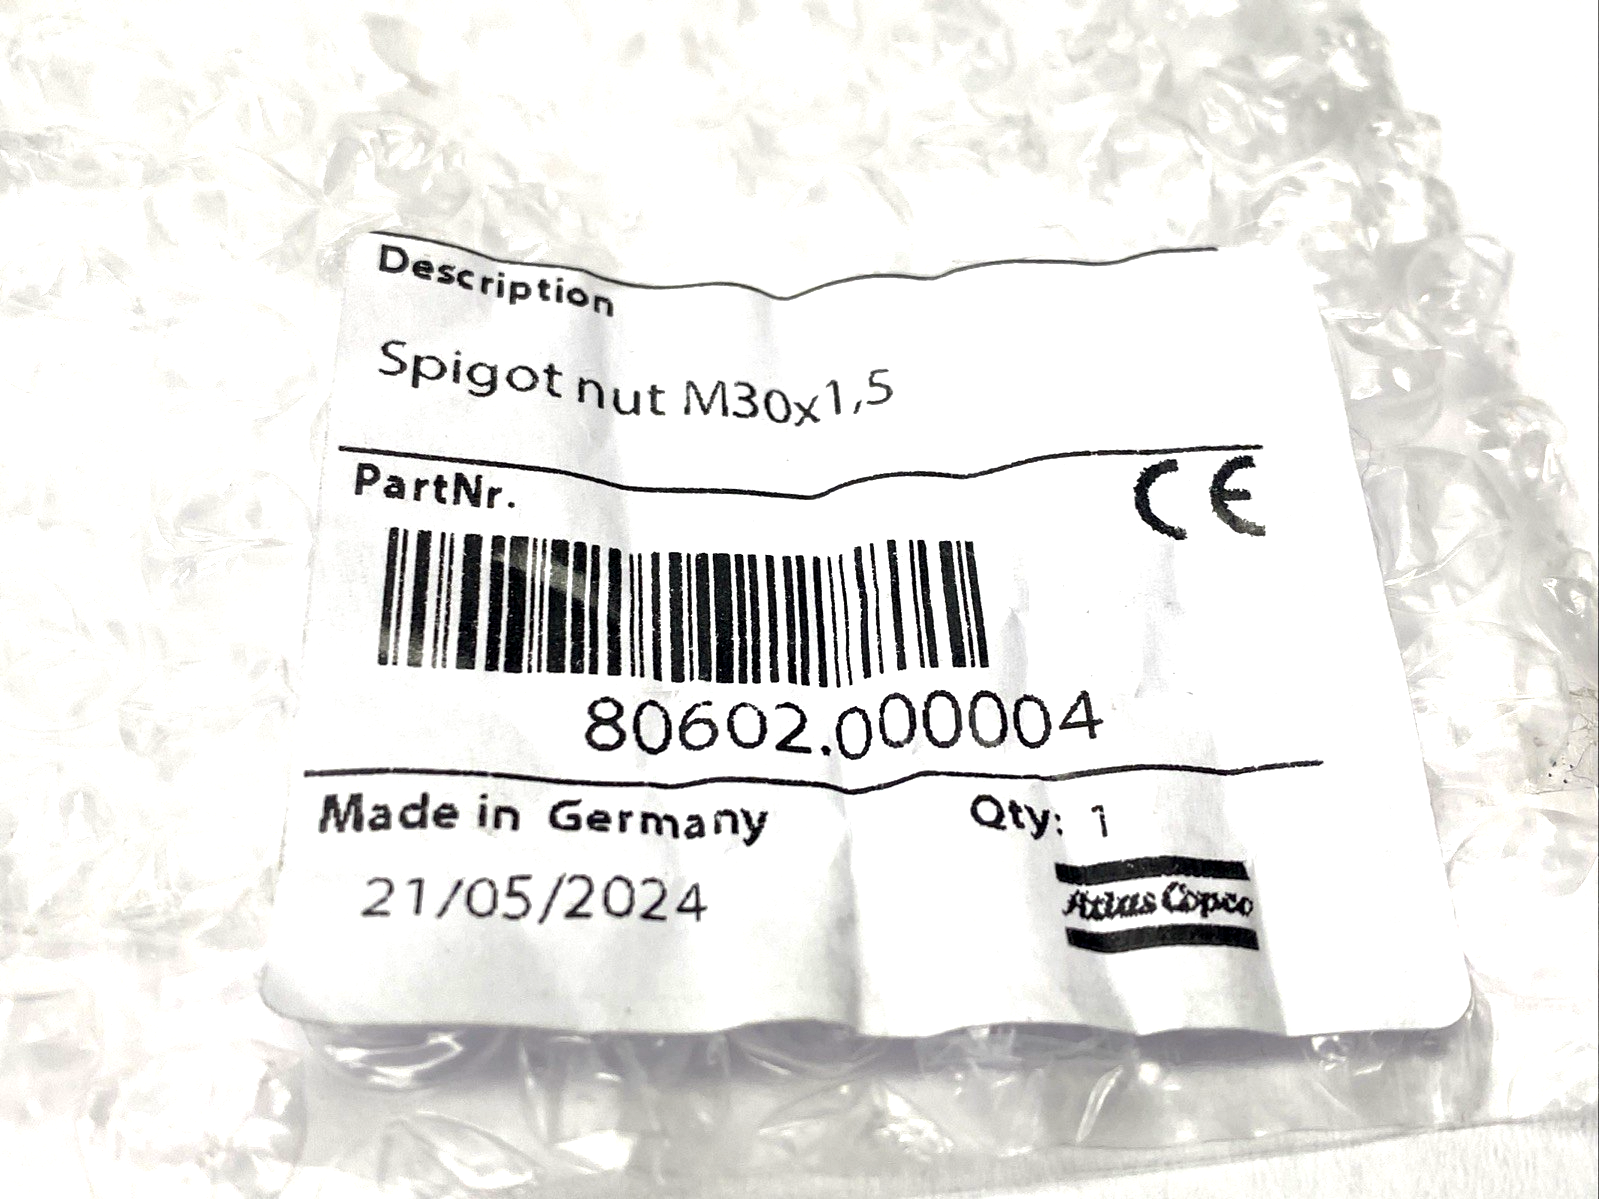 Description
Spigot nut M30x1,5
PartNr.
CE
80602.000004
Made in Germany
Qty: 1
21/05/2024
Atlas Copco